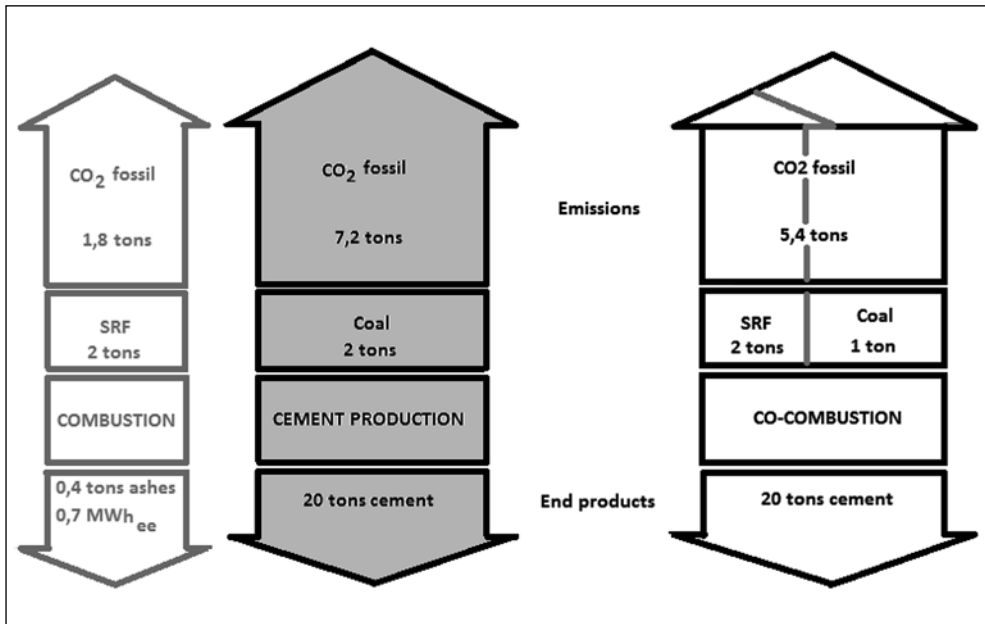 CO2 fossil
1,8 tons
SRF
2 tons
COMBUSTION
0,4 tons ashes
0,7 MWh ee
CO2 fossil
7,2 tons
Coal
2 tons
CEMENT PRODUCTION
20 tons cement
Emissions
End products
CO2 fossil
5,4 tons
SRF
2 tons
Coal
1 ton
CO-COMBUSTION
20 tons cement